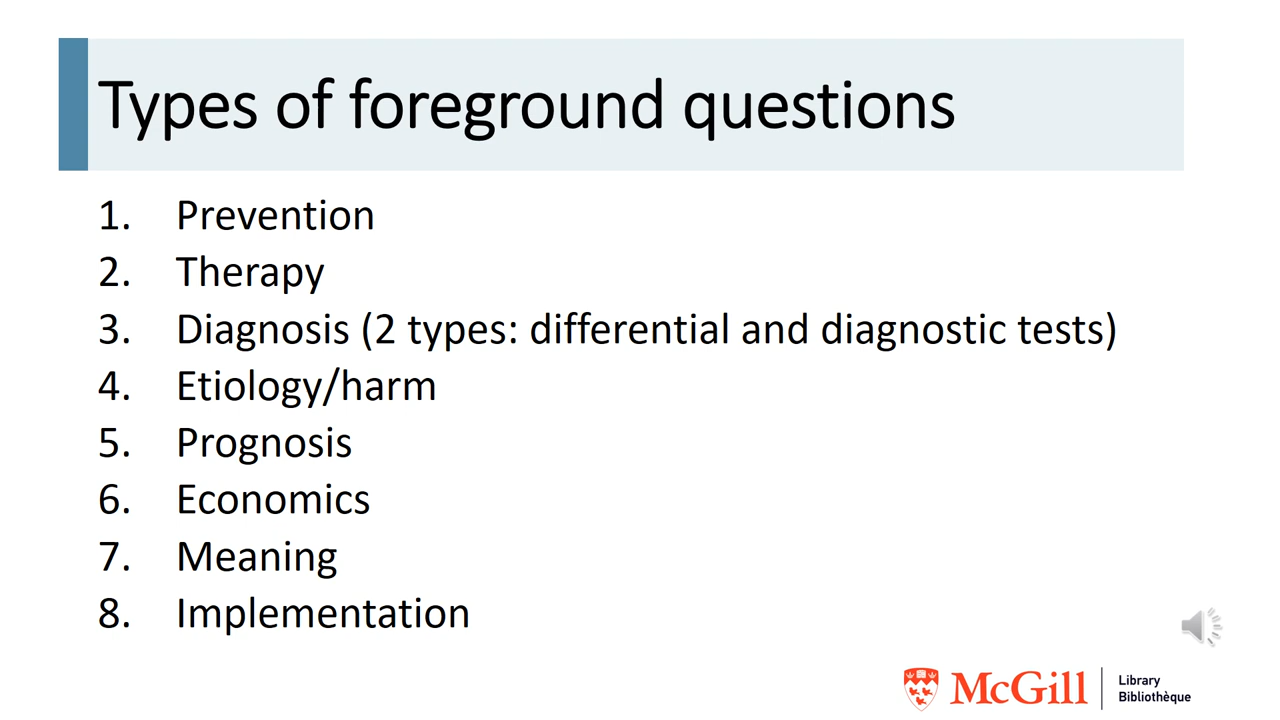 Types of foreground questions
1. Prevention
2. Therapy
3. Diagnosis (2 types: differential and diagnostic tests)
4. Etiology/harm
5. Prognosis
6. Economics
7. Meaning
8. Implementation
McGill
Library
Bibliothèque